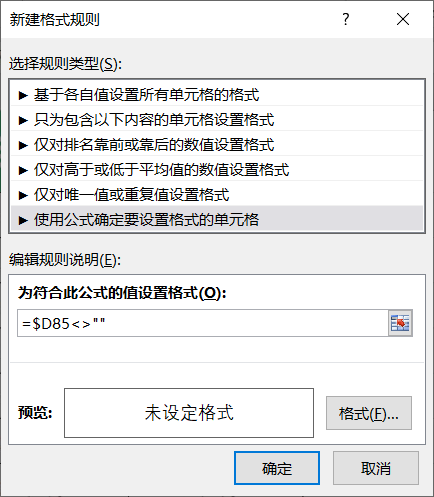 新建格式规则
选择规则类型(S):
► 基于各自值设置所有单元格的格式
► 只为包含以下内容的单元格设置格式
► 仅对排名靠前或靠后的数值设置格式
► 仅对高于或低于平均值的数值设置格式
► 仅对唯一值或重复值设置格式
► 使用公式确定要设置格式的单元格
编辑规则说明(E):
为符合此公式的值设置格式(O):
=$D85<>""
预览: 未设定格式 格式(F)...
确定 取消